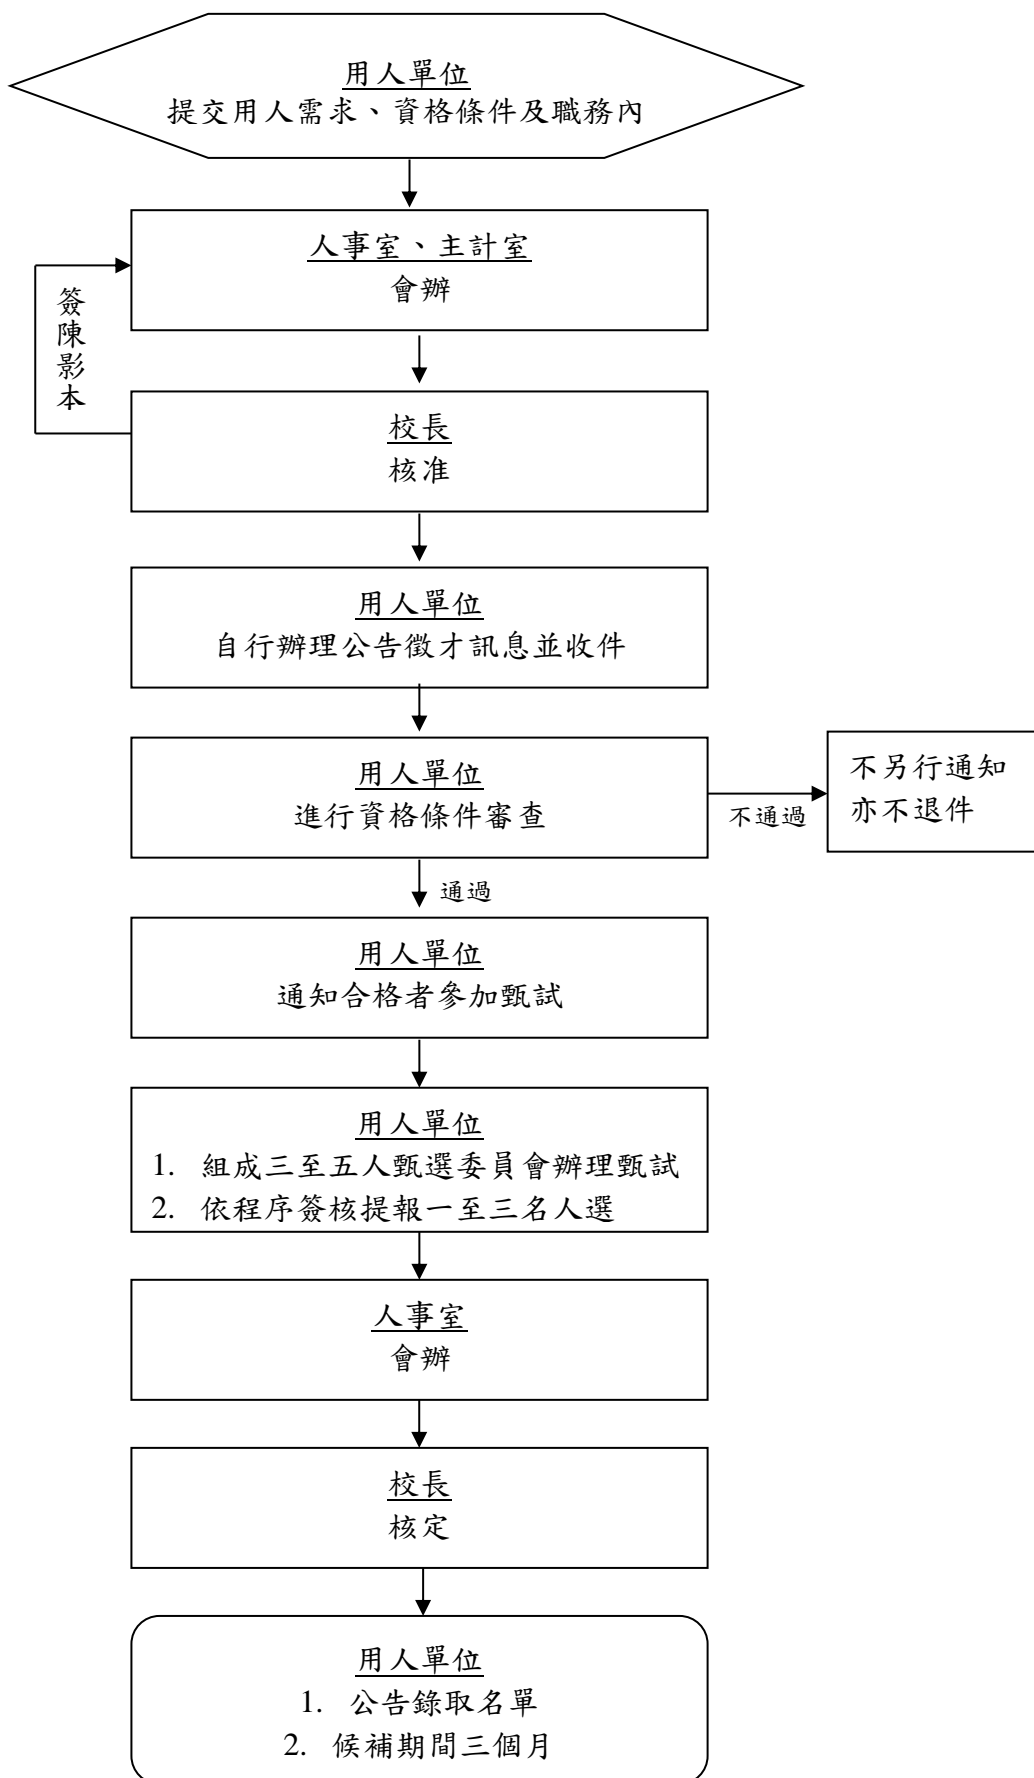 用人單位
提交用人需求、資格條件及職務內
人事室、主計室
會辦
簽陳影本
校長
核准
用人單位
自行辦理公告徵才訊息並收件
用人單位
進行資格條件審查
不通過
不另行通知
亦不退件
通過
用人單位
通知合格者參加甄試
用人單位
1. 組成三至五人甄選委員會辦理甄試
2. 依程序簽核提報一至三名人選
人事室
會辦
校長
核定
用人單位
1. 公告錄取名單
2. 候補期間三個月